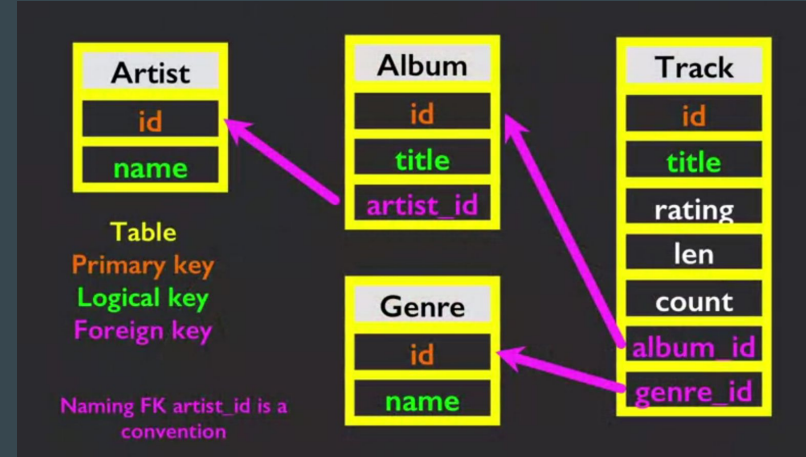 Artist
id
name
Table
Primary key
Logical key
Foreign key
Naming FK artist_id is a
convention
Album
id
title
artist_id
Genre
id
name
Track
id
title
rating
len
count
album_id
genre_id